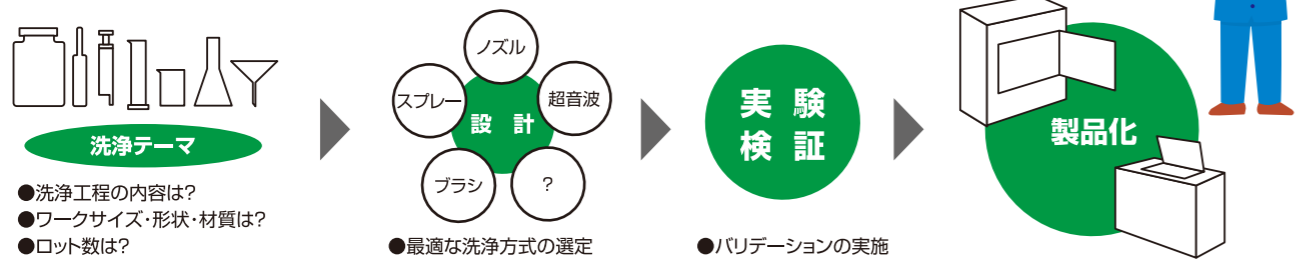 洗浄テーマ
●洗浄工程の内容は?
●ワークサイズ・形状・材質は?
●ロット数は?
ノズル
スプレー
超音波
設計
ブラシ
?
●最適な洗浄方式の選定
実験
検証
●バリデーションの実施
製品化